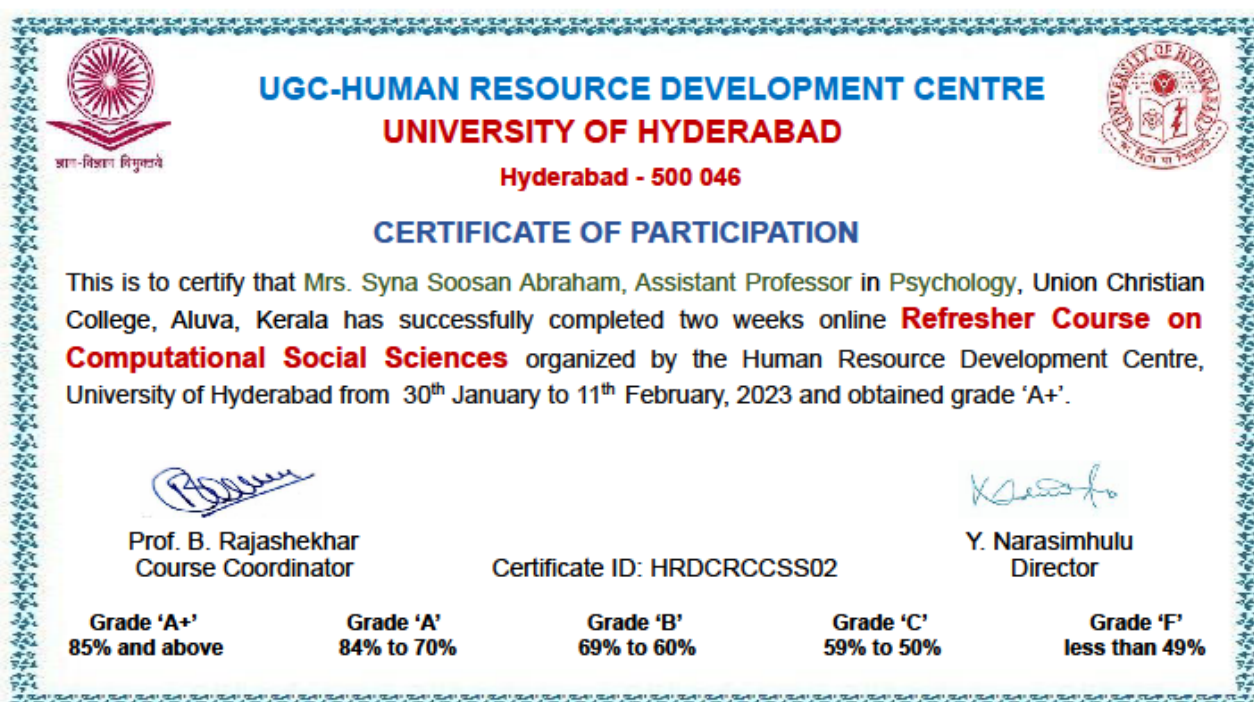 UGC-HUMAN RESOURCE DEVELOPMENT CENTRE
UNIVERSITY OF HYDERABAD
Hyderabad - 500 046
ज्ञान-विज्ञान विमुक्तये
UNIVERSITY OF HYDERABAD
CERTIFICATE OF PARTICIPATION
This is to certify that Mrs. Syna Soosan Abraham, Assistant Professor in Psychology, Union Christian
College, Aluva, Kerala has successfully completed two weeks online Refresher Course on
Computational Social Sciences organized by the Human Resource Development Centre,
University of Hyderabad from 30th January to 11th February, 2023 and obtained grade ‘A+’.
Prof. B. Rajashekhar
Course Coordinator
Certificate ID: HRDCRCCSS02
Y. Narasimhulu
Director
Grade ‘A+’
85% and above
Grade ‘A’
84% to 70%
Grade ‘B’
69% to 60%
Grade ‘C’
59% to 50%
Grade ‘F’
less than 49%